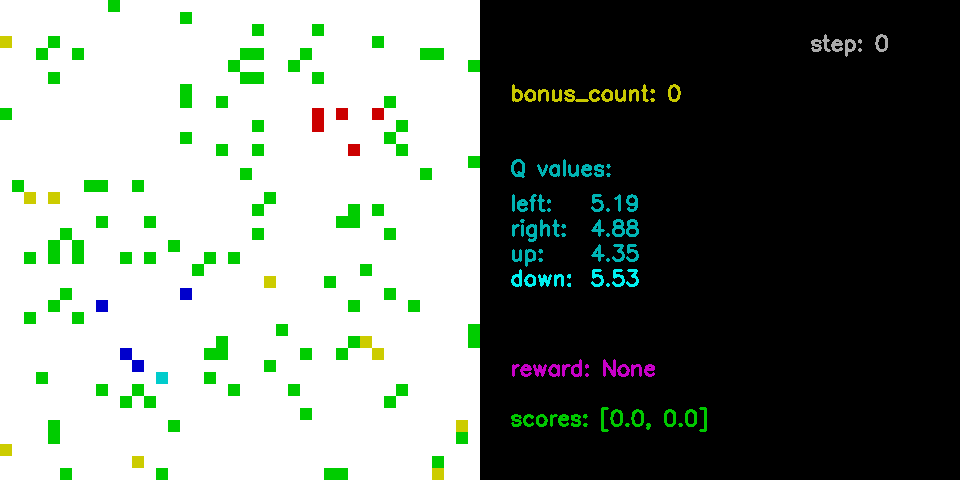 step: 0
bonus_count: 0
Q values:
left: 5.19
right: 4.88
up: 4.35
down: 5.53
reward: None
scores: [0.0, 0.0]